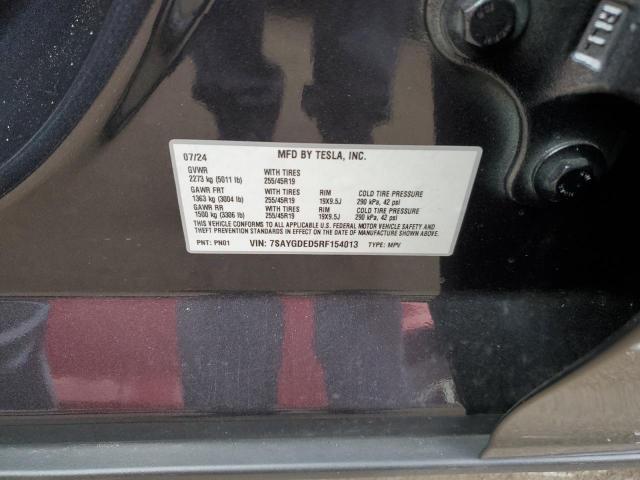 07/24 MFD BY TESLA, INC.
GVWR WITH TIRES
2273 kg (5011 lb) 255/45R19
GAWR FRT WITH TIRES RIM COLD TIRE PRESSURE
1363 kg (3004 lb) 255/45R19 19X9.5J 290 kPa, 42 psi
GAWR RR WITH TIRES RIM COLD TIRE PRESSURE
1500 kg (3306 lb) 255/45R19 19X9.5J 290 kPa, 42 psi
THIS VEHICLE CONFORMS TO ALL APPLICABLE U.S. FEDERAL MOTOR VEHICLE SAFETY AND
THEFT PREVENTION STANDARDS IN EFFECT ON THE DATE OF MANUFACTURE SHOWN ABOVE.
PNT: PN01 VIN: 7SAYGDED5RF154013 TYPE: MPV